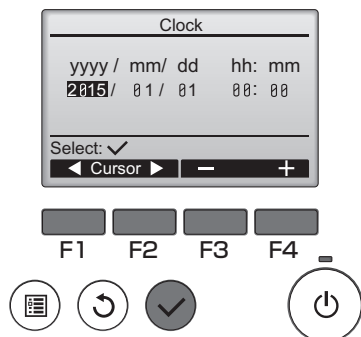 Clock
yyyy / mm/ dd hh: mm
2015/ 01/ 01 00: 00
Select: ✓
◀ Cursor ▶ − +
F1 F2 F3 F4